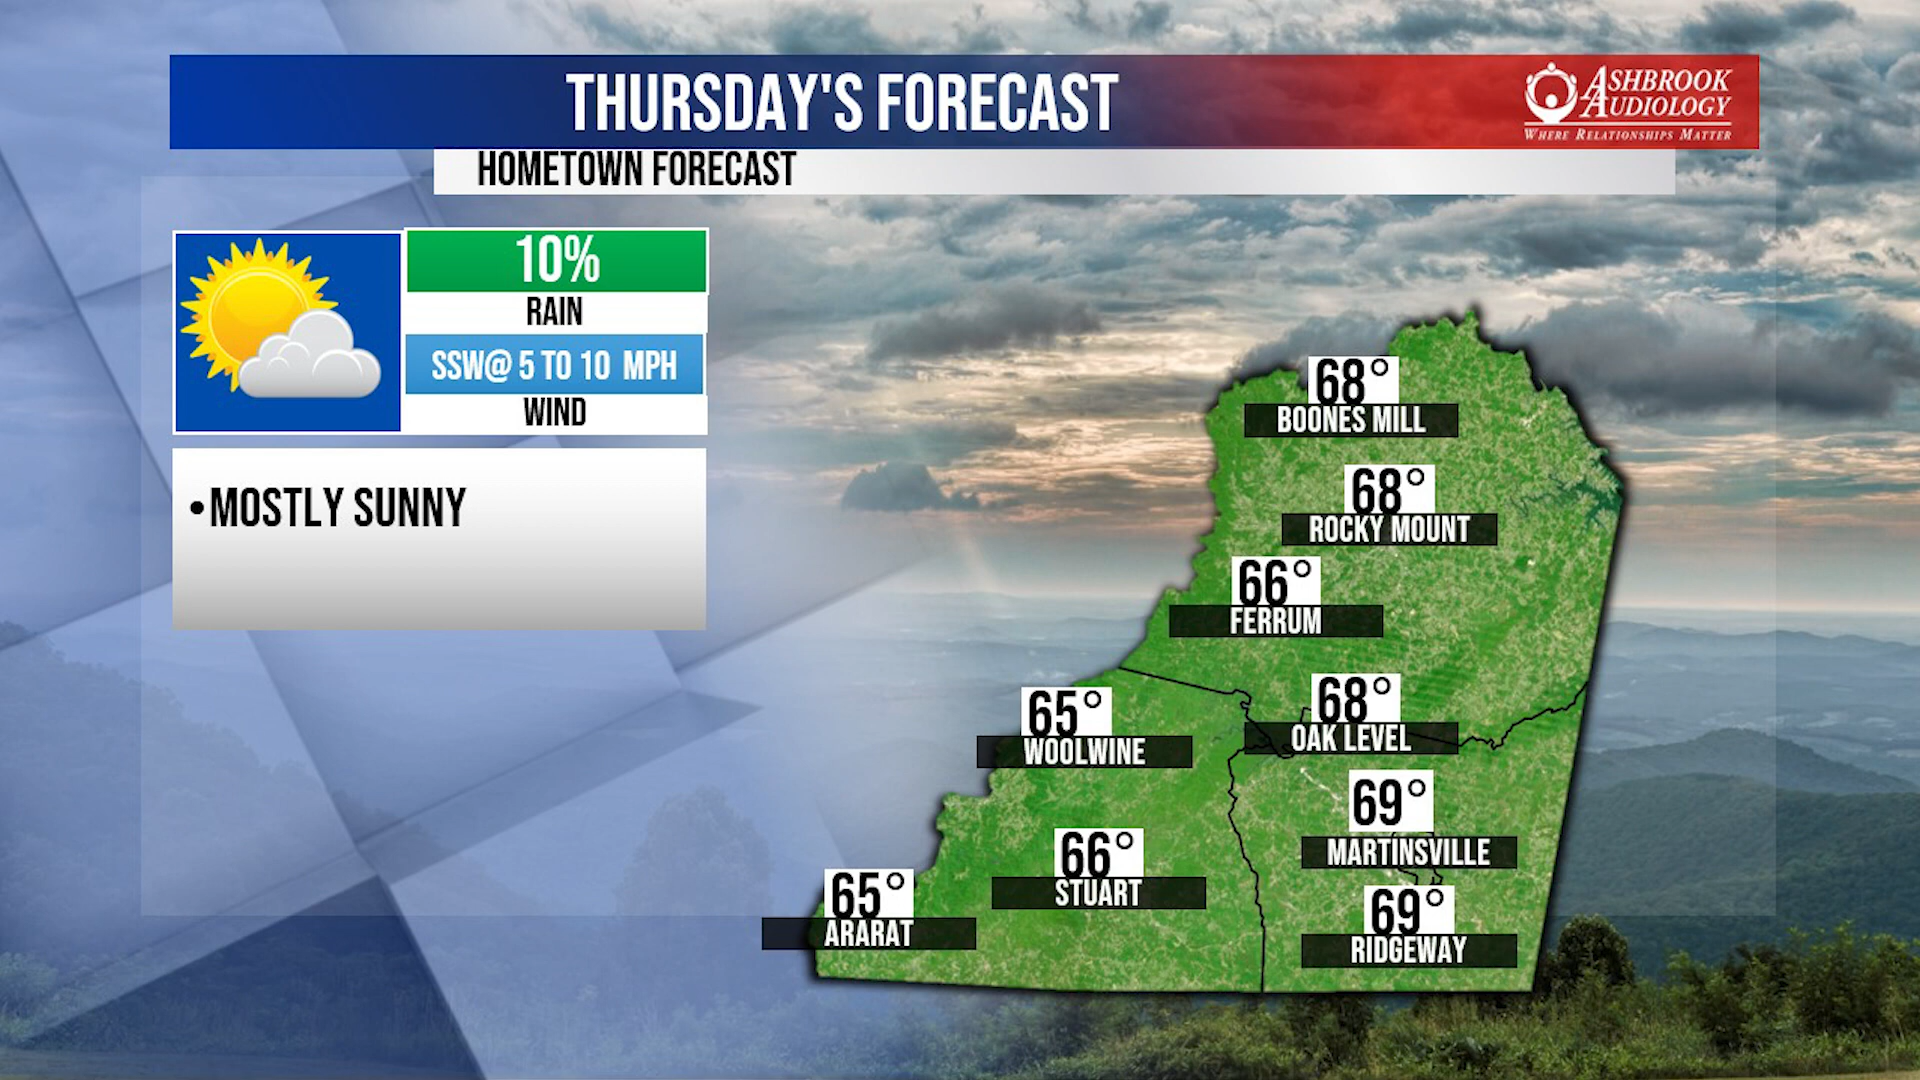 THURSDAY'S FORECAST
ASHBROOK
AUDIOLOGY
WHERE RELATIONSHIPS MATTER
HOMETOWN FORECAST
10%
RAIN
SSW@ 5 TO 10 MPH
WIND
•MOSTLY SUNNY
68°
BOONES MILL
68°
ROCKY MOUNT
66°
FERRUM
68°
OAK LEVEL
65°
WOOLWINE
69°
MARTINSVILLE
66°
STUART
65°
ARARAT
69°
RIDGEWAY